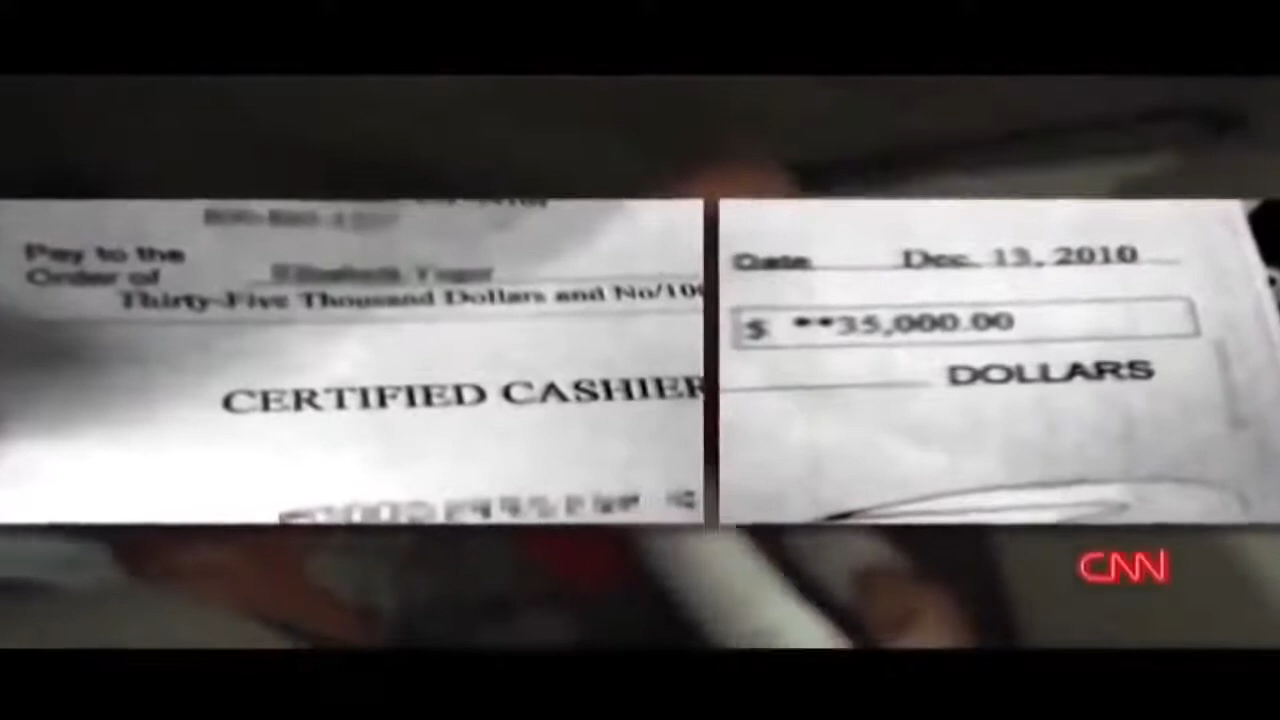 Pay to the
Order of
Thirty-Five Thousand Dollars and No/100
CERTIFIED CASHIER
Date Dec. 13, 2010
$ **35,000.00
DOLLARS
CNN